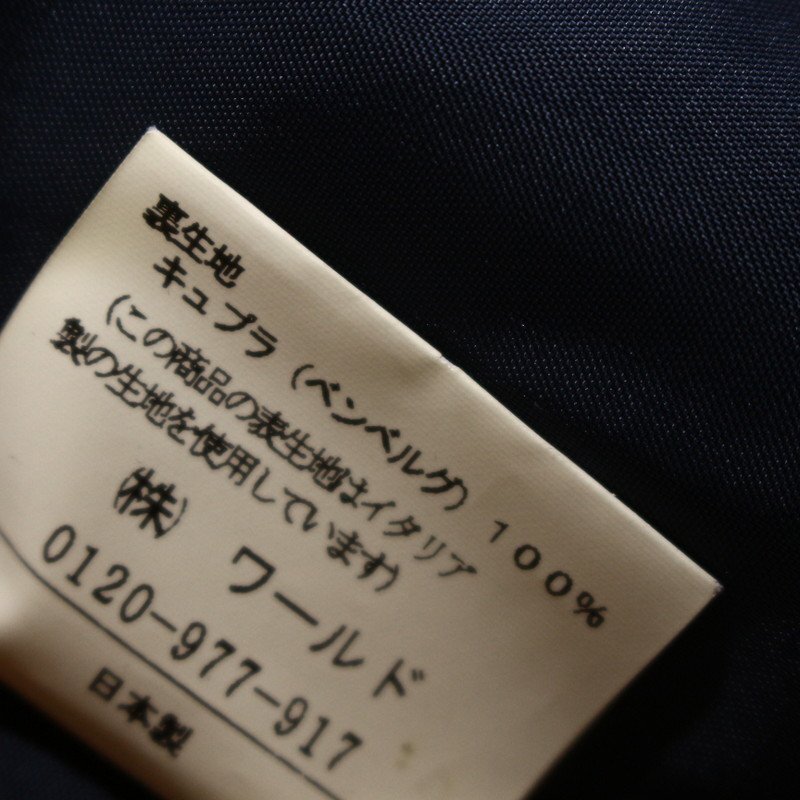 裏生地
キュプラ（ベンベルグ）１００％
（この商品の表生地はイタリア
製の生地を使用しています）
（株）ワールド
0120-977-917
日本製